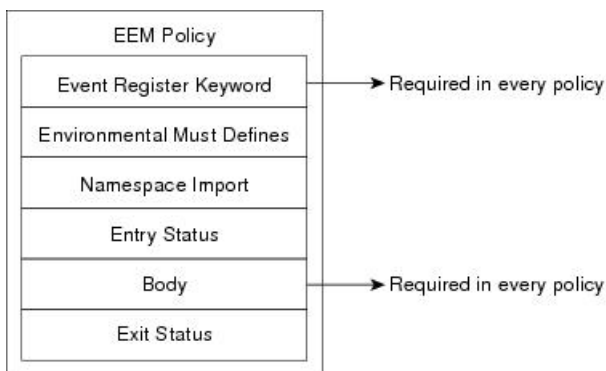 EEM Policy
Event Register Keyword
Required in every policy
Environmental Must Defines
Namespace Import
Entry Status
Body
Required in every policy
Exit Status